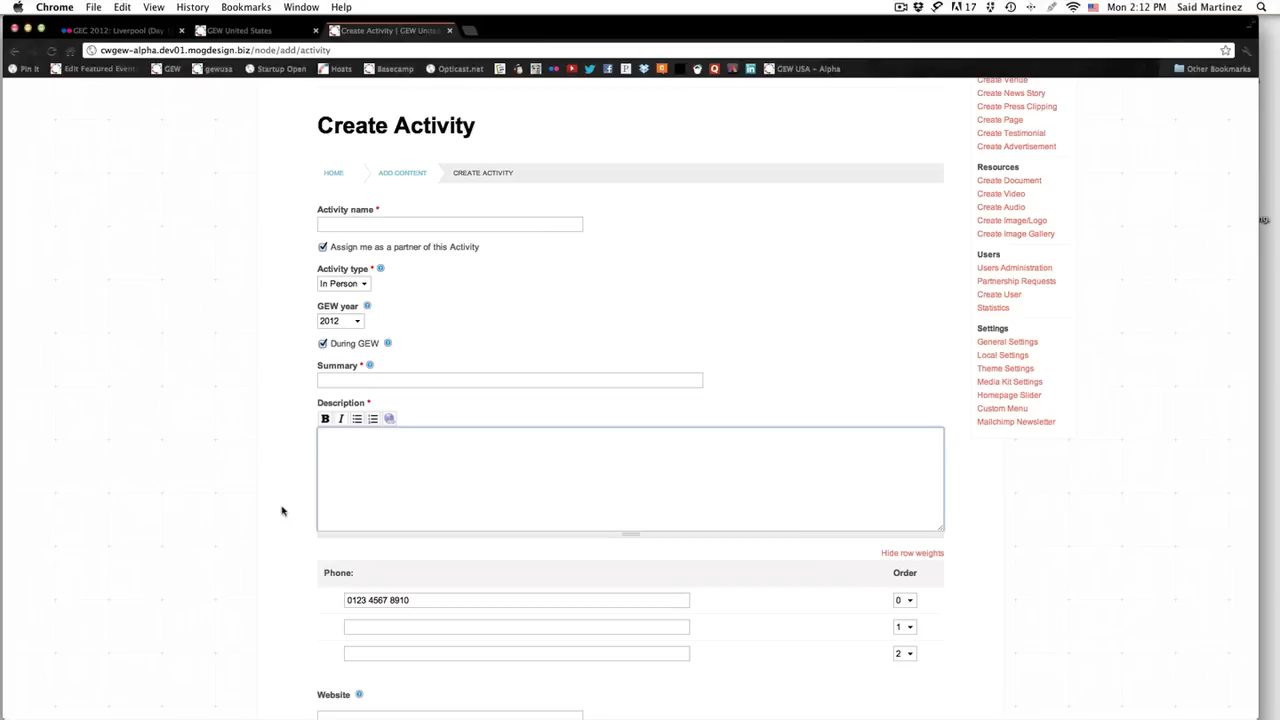 Chrome File Edit View History Bookmarks Window Help 17 Mon 2:12 PM Said Martinez
GEC 2012: Liverpool (Day × GEW United States × Create Activity | GEW Unit ×
cwgew-alpha.dev01.mogdesign.biz/node/add/activity
Pin It Edit Featured Even GEW gewusa Startup Open Hosts Basecamp Opticast.net GEW USA – Alpha Other Bookmarks
Create Venue
Create News Story
Create Press Clipping
Create Page
Create Testimonial
Create Advertisement
Resources
Create Document
Create Video
Create Audio
Create Image/Logo
Create Image Gallery
Users
Users Administration
Partnership Requests
Create User
Statistics
Settings
General Settings
Local Settings
Theme Settings
Media Kit Settings
Homepage Slider
Custom Menu
Mailchimp Newsletter
Create Activity
HOME ADD CONTENT CREATE ACTIVITY
Activity name *
Assign me as a partner of this Activity
Activity type *
In Person
GEW year
2012
During GEW
Summary *
Description *
B I
Hide row weights
Phone: Order
0123 4567 8910 0
1
2
Website
ng.